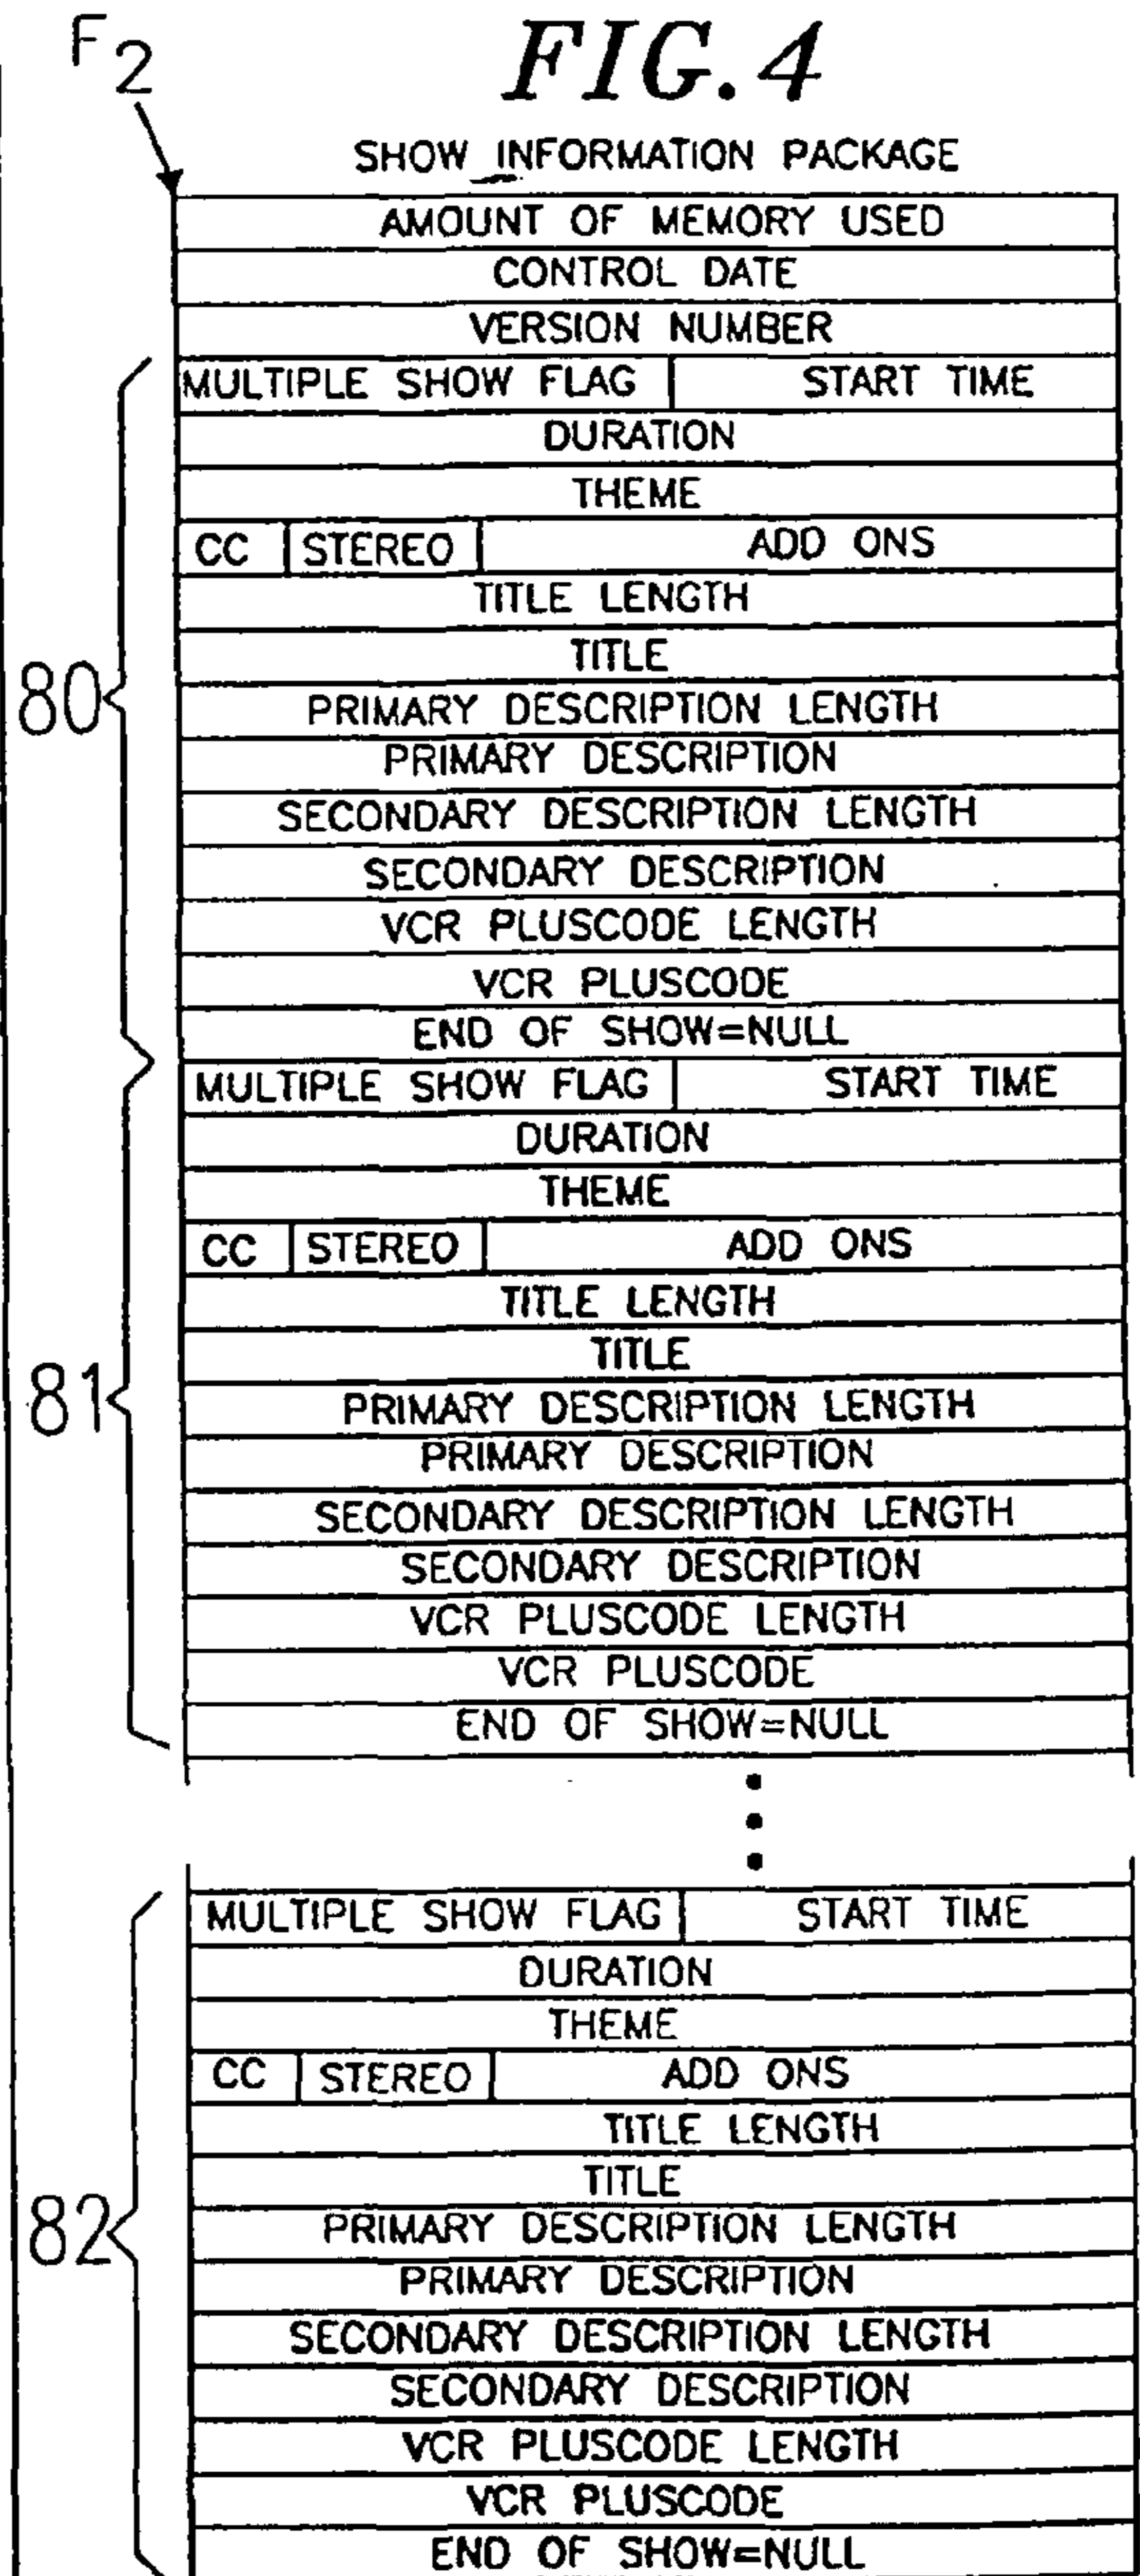 F2
FIG. 4
SHOW INFORMATION PACKAGE
AMOUNT OF MEMORY USED
CONTROL DATE
VERSION NUMBER
80
MULTIPLE SHOW FLAG START TIME
DURATION
THEME
CC STEREO ADD ONS
TITLE LENGTH
TITLE
PRIMARY DESCRIPTION LENGTH
PRIMARY DESCRIPTION
SECONDARY DESCRIPTION LENGTH
SECONDARY DESCRIPTION
VCR PLUSCODE LENGTH
VCR PLUSCODE
END OF SHOW=NULL
81
MULTIPLE SHOW FLAG START TIME
DURATION
THEME
CC STEREO ADD ONS
TITLE LENGTH
TITLE
PRIMARY DESCRIPTION LENGTH
PRIMARY DESCRIPTION
SECONDARY DESCRIPTION LENGTH
SECONDARY DESCRIPTION
VCR PLUSCODE LENGTH
VCR PLUSCODE
END OF SHOW=NULL
82
MULTIPLE SHOW FLAG START TIME
DURATION
THEME
CC STEREO ADD ONS
TITLE LENGTH
TITLE
PRIMARY DESCRIPTION LENGTH
PRIMARY DESCRIPTION
SECONDARY DESCRIPTION LENGTH
SECONDARY DESCRIPTION
VCR PLUSCODE LENGTH
VCR PLUSCODE
END OF SHOW=NULL